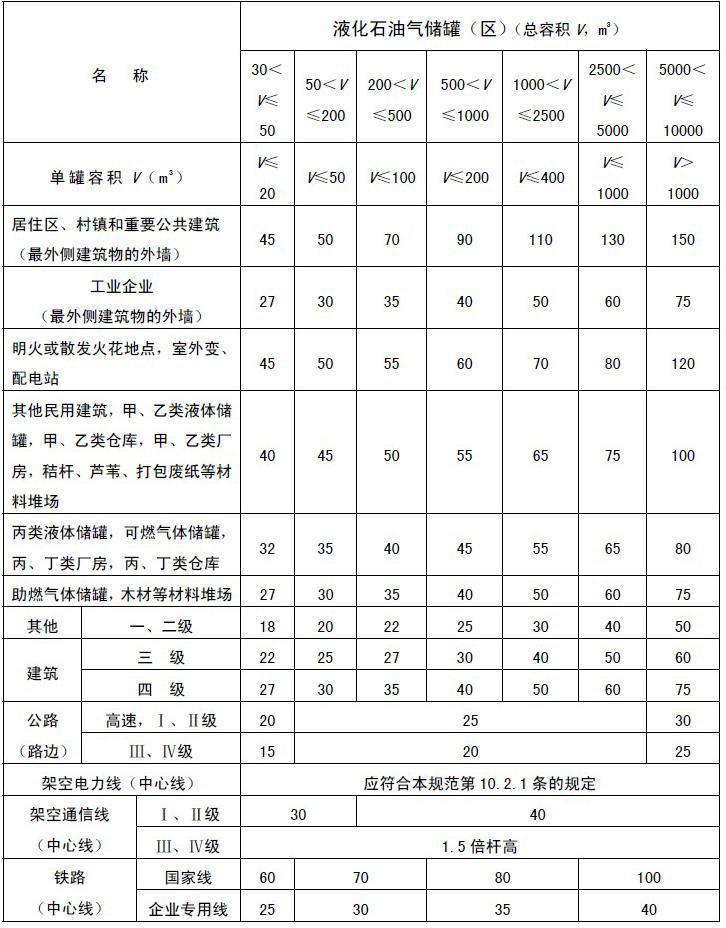 名 称
液化石油气储罐（区）（总容积 V，m³）
30＜V≤50
50＜V≤200
200＜V≤500
500＜V≤1000
1000＜V≤2500
2500＜V≤5000
5000＜V≤10000
单罐容积 V（m³） V≤20 V≤50 V≤100 V≤200 V≤400 V≤1000 V＞1000
居住区、村镇和重要公共建筑
（最外侧建筑物的外墙） 45 50 70 90 110 130 150
工业企业
（最外侧建筑物的外墙） 27 30 35 40 50 60 75
明火或散发火花地点，室外变、
配电站 45 50 55 60 70 80 120
其他民用建筑，甲、乙类液体储
罐，甲、乙类仓库，甲、乙类厂
房，秸秆、芦苇、打包废纸等材
料堆场 40 45 50 55 65 75 100
丙类液体储罐，可燃气体储罐，
丙、丁类厂房，丙、丁类仓库 32 35 40 45 55 65 80
助燃气体储罐，木材等材料堆场 27 30 35 40 50 60 75
其他 一、二级 18 20 22 25 30 40 50
建筑 三 级 22 25 27 30 40 50 60
四 级 27 30 35 40 50 60 75
公路 高速，Ⅰ、Ⅱ级 20 25 30
（路边） Ⅲ、Ⅳ级 15 20 25
架空电力线（中心线） 应符合本规范第 10.2.1 条的规定
架空通信线 Ⅰ、Ⅱ级 30 40
（中心线） Ⅲ、Ⅳ级 1.5 倍杆高
铁路 国家线 60 70 80 100
（中心线） 企业专用线 25 30 35 40